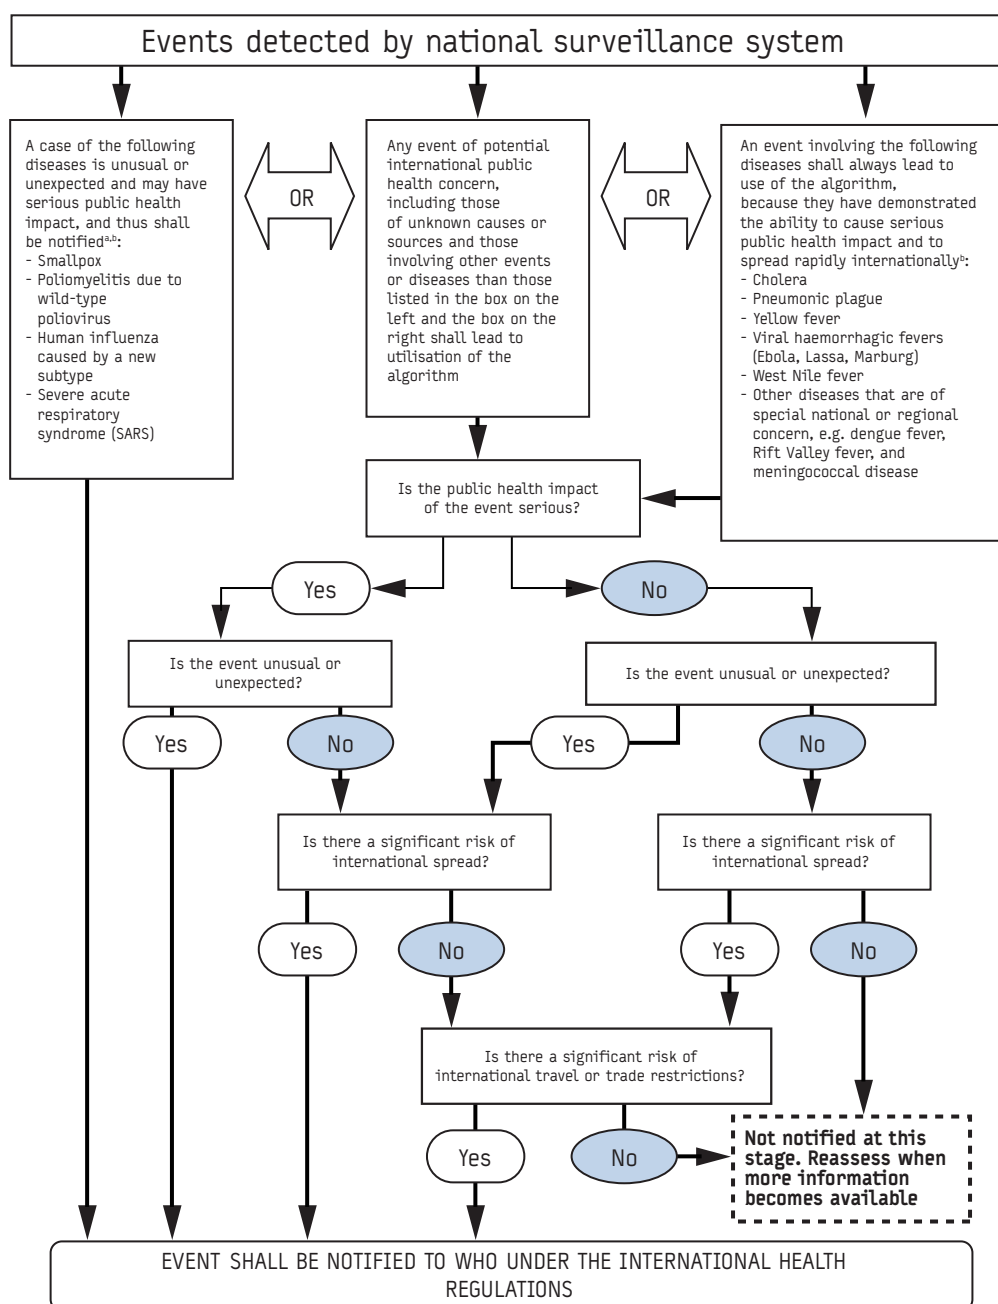 Events detected by national surveillance system
A case of the following
diseases is unusual or
unexpected and may have
serious public health
impact, and thus shall
be notifiedᵃ,ᵇ:
- Smallpox
- Poliomyelitis due to
wild-type
poliovirus
- Human influenza
caused by a new
subtype
- Severe acute
respiratory
syndrome (SARS)
OR
Any event of potential
international public
health concern,
including those
of unknown causes or
sources and those
involving other events
or diseases than those
listed in the box on the
left and the box on the
right shall lead to
utilisation of the
algorithm
OR
An event involving the following
diseases shall always lead to
use of the algorithm,
because they have demonstrated
the ability to cause serious
public health impact and to
spread rapidly internationallyᵇ:
- Cholera
- Pneumonic plague
- Yellow fever
- Viral haemorrhagic fevers
(Ebola, Lassa, Marburg)
- West Nile fever
- Other diseases that are of
special national or regional
concern, e.g. dengue fever,
Rift Valley fever, and
meningococcal disease
Is the public health impact
of the event serious?
Yes
No
Is the event unusual or
unexpected?
Is the event unusual or unexpected?
Yes
No
Yes
No
Is there a significant risk of
international spread?
Is there a significant risk of
international spread?
Yes
No
Yes
No
Is there a significant risk of
international travel or trade restrictions?
Yes
No
Not notified at this
stage. Reassess when
more information
becomes available
EVENT SHALL BE NOTIFIED TO WHO UNDER THE INTERNATIONAL HEALTH
REGULATIONS